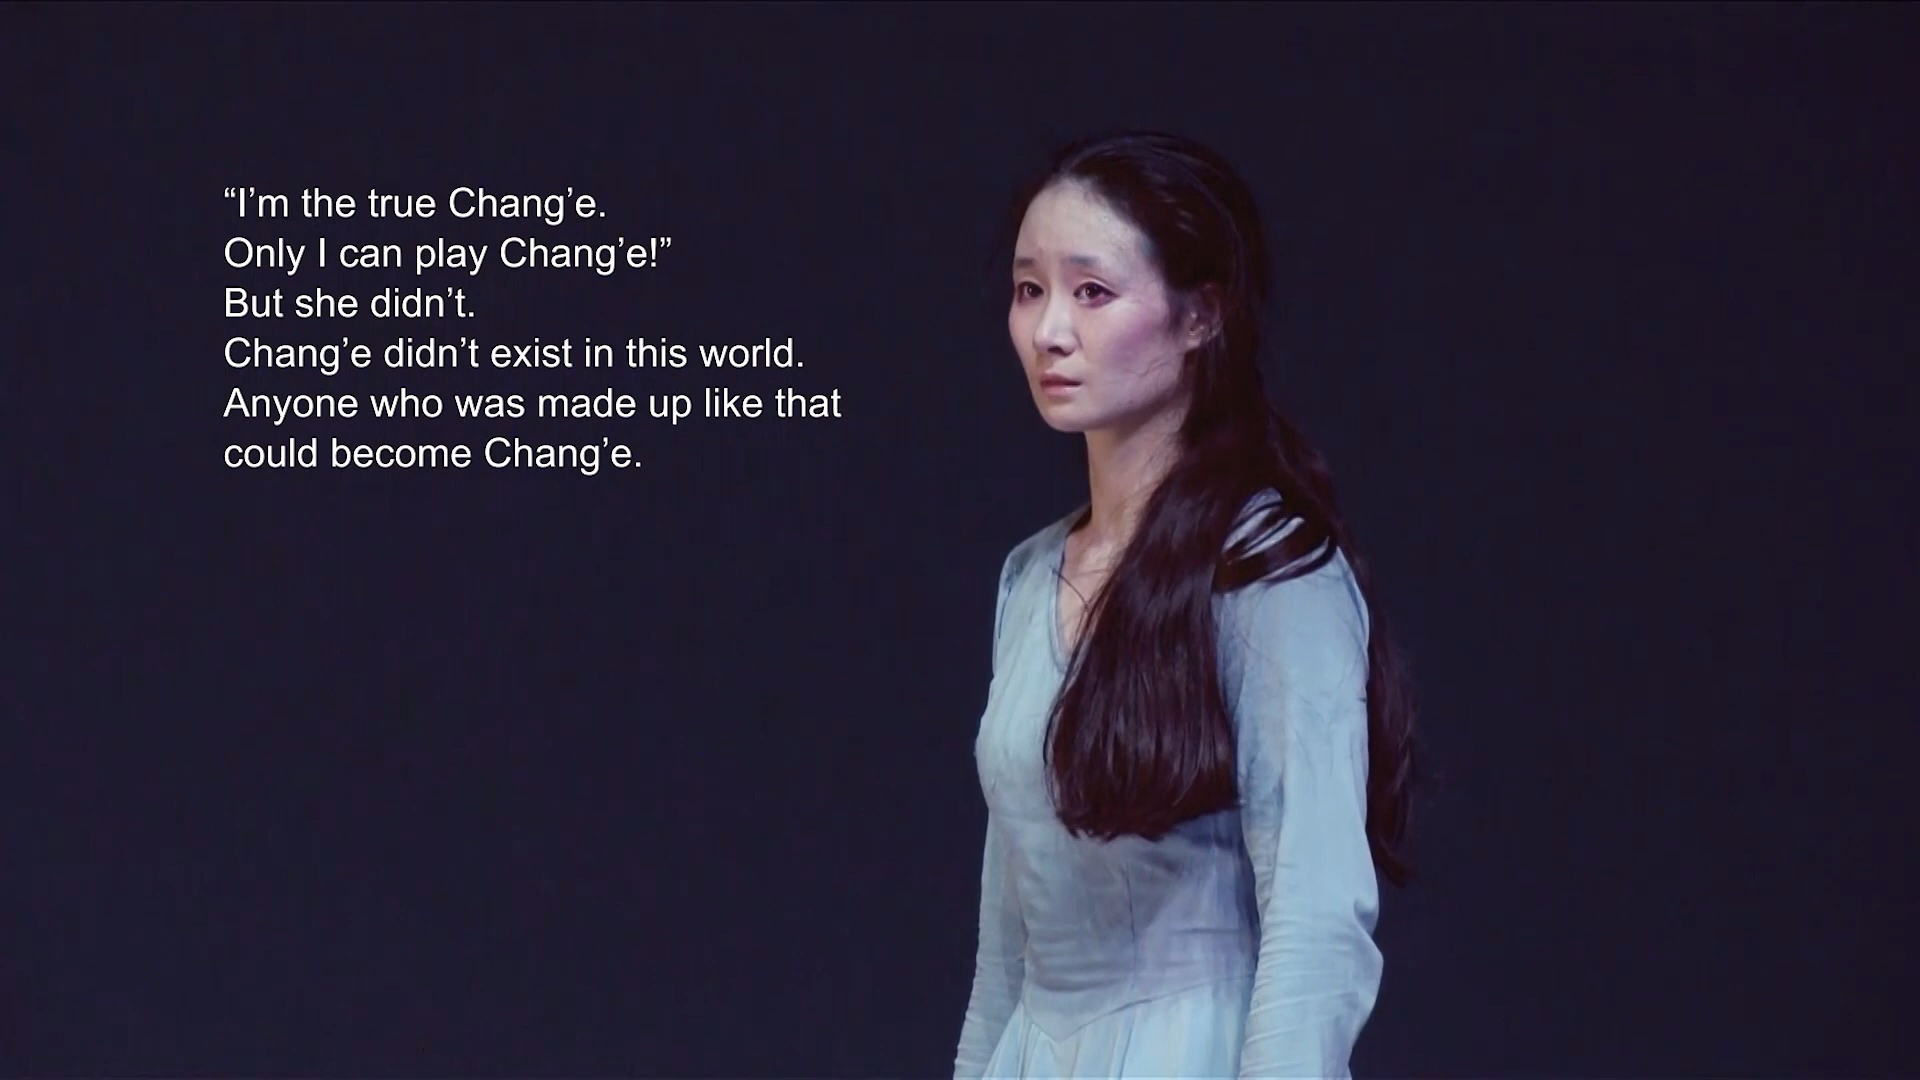 “I’m the true Chang’e.
Only I can play Chang’e!”
But she didn’t.
Chang’e didn’t exist in this world.
Anyone who was made up like that
could become Chang’e.